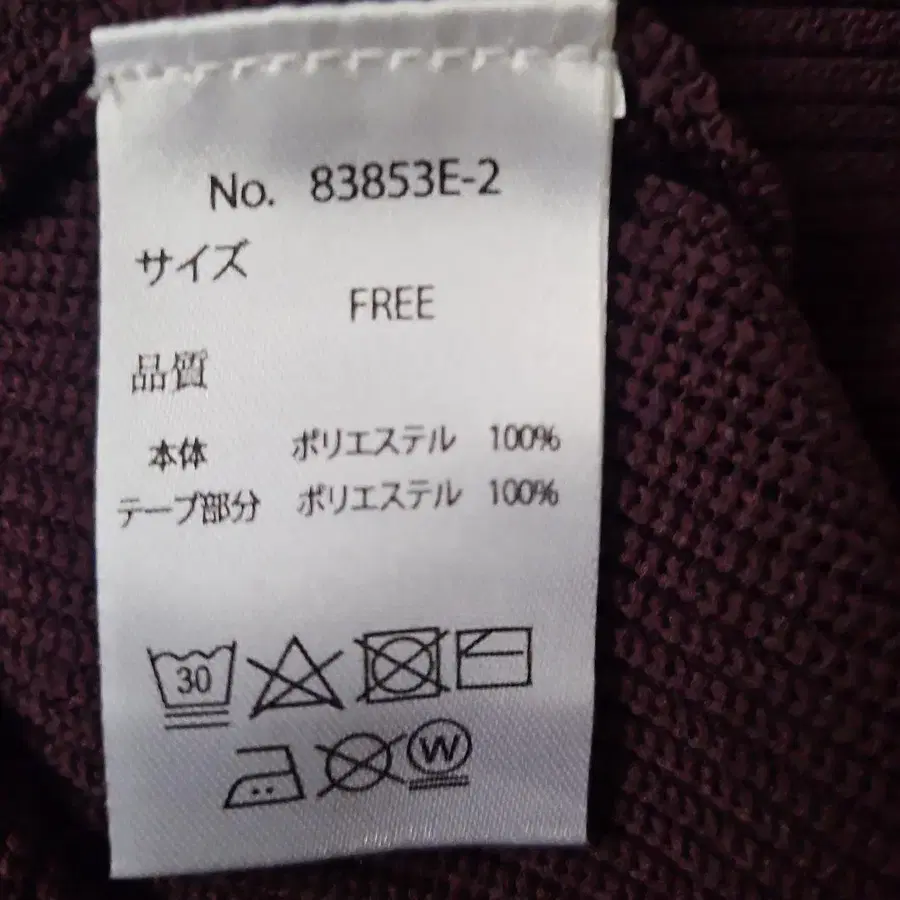 No. 83853E-2
サイズ
FREE
品質
本体 ポリエステル 100%
テープ部分 ポリエステル 100%
30
W